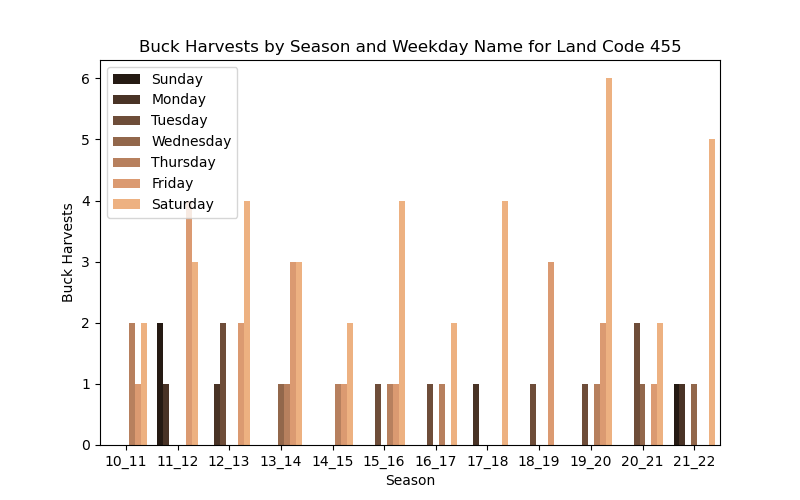 Buck Harvests by Season and Weekday Name for Land Code 455
Sunday
Monday
Tuesday
Wednesday
Thursday
Friday
Saturday
6
5
4
3
2
1
0
Buck Harvests
10_11 11_12 12_13 13_14 14_15 15_16 16_17 17_18 18_19 19_20 20_21 21_22
Season